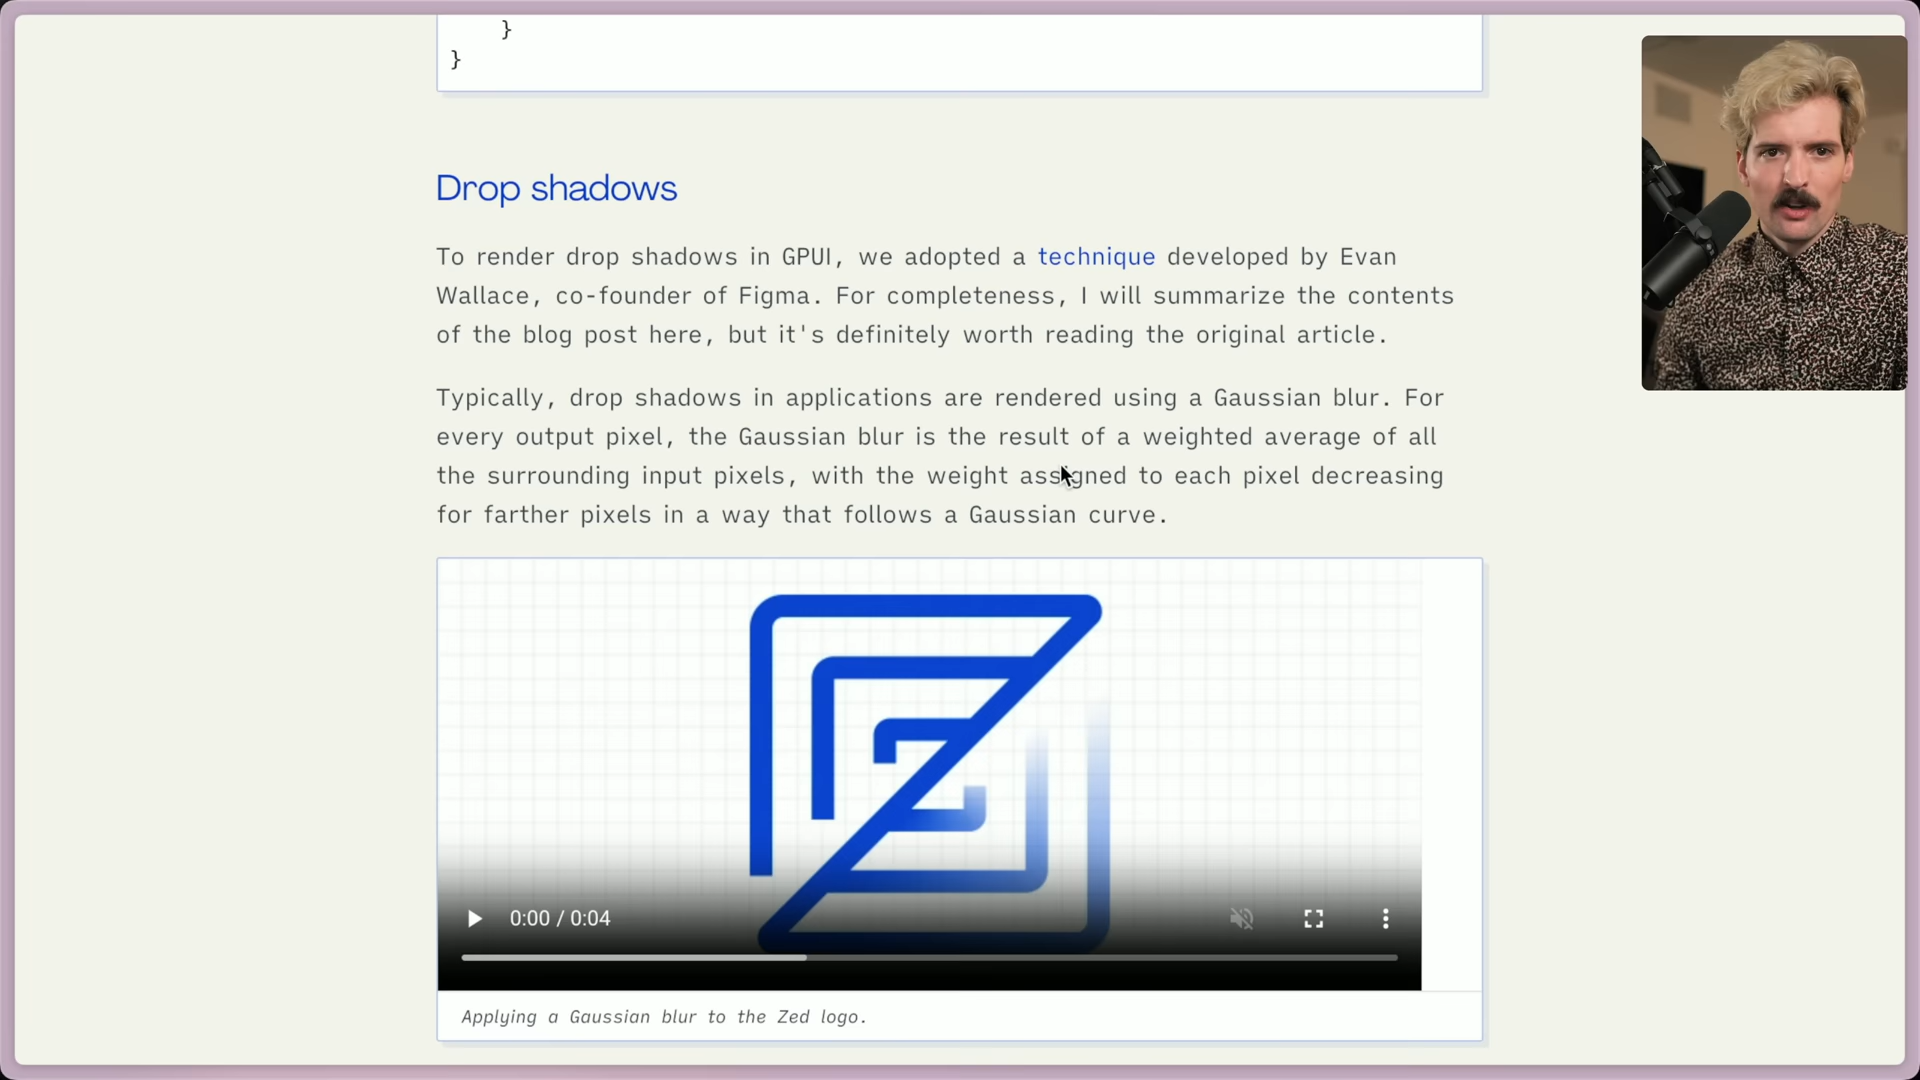 }
}
Drop shadows
To render drop shadows in GPUI, we adopted a technique developed by Evan
Wallace, co-founder of Figma. For completeness, I will summarize the contents
of the blog post here, but it's definitely worth reading the original article.
Typically, drop shadows in applications are rendered using a Gaussian blur. For
every output pixel, the Gaussian blur is the result of a weighted average of all
the surrounding input pixels, with the weight assigned to each pixel decreasing
for farther pixels in a way that follows a Gaussian curve.
0:00 / 0:04
Applying a Gaussian blur to the Zed logo.